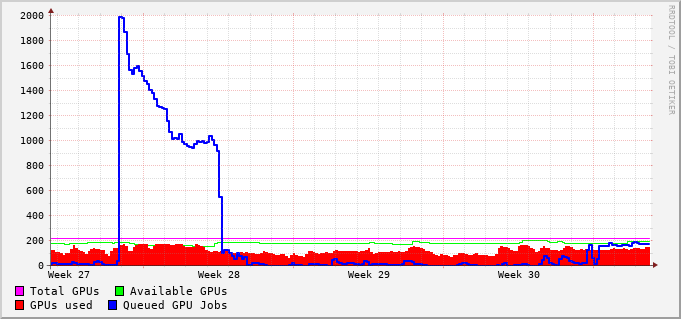 2000
1800
1600
1400
1200
1000
800
600
400
200
0
Week 27 Week 28 Week 29 Week 30
Total GPUs Available GPUs
GPUs used Queued GPU Jobs
RRDTOOL / TOBI OETIKER